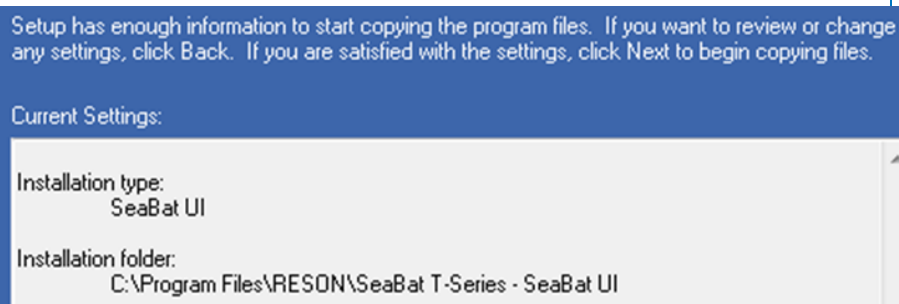 Setup has enough information to start copying the program files.  If you want to review or change
any settings, click Back.  If you are satisfied with the settings, click Next to begin copying files.
Current Settings:
Installation type:
SeaBat UI
Installation folder:
C:\Program Files\RESON\SeaBat T-Series - SeaBat UI